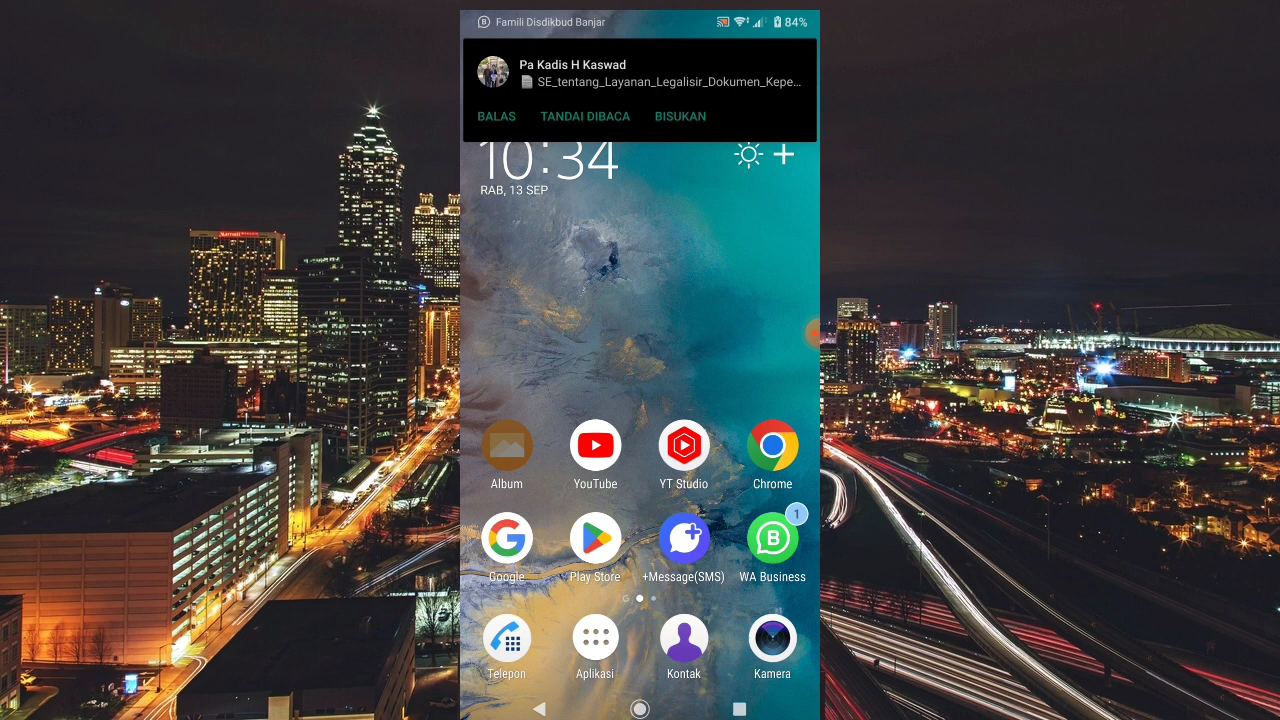 Famili Disdikbud Banjar
84%
Pa Kadis H Kaswad
SE_tentang_Layanan_Legalisir_Dokumen_Kepe...
BALAS TANDAI DIBACA BISUKAN
10:34
RAB, 13 SEP
Marriott
Album YouTube YT Studio Chrome
1
Google Play Store +Message(SMS) WA Business
Telepon Aplikasi Kontak Kamera